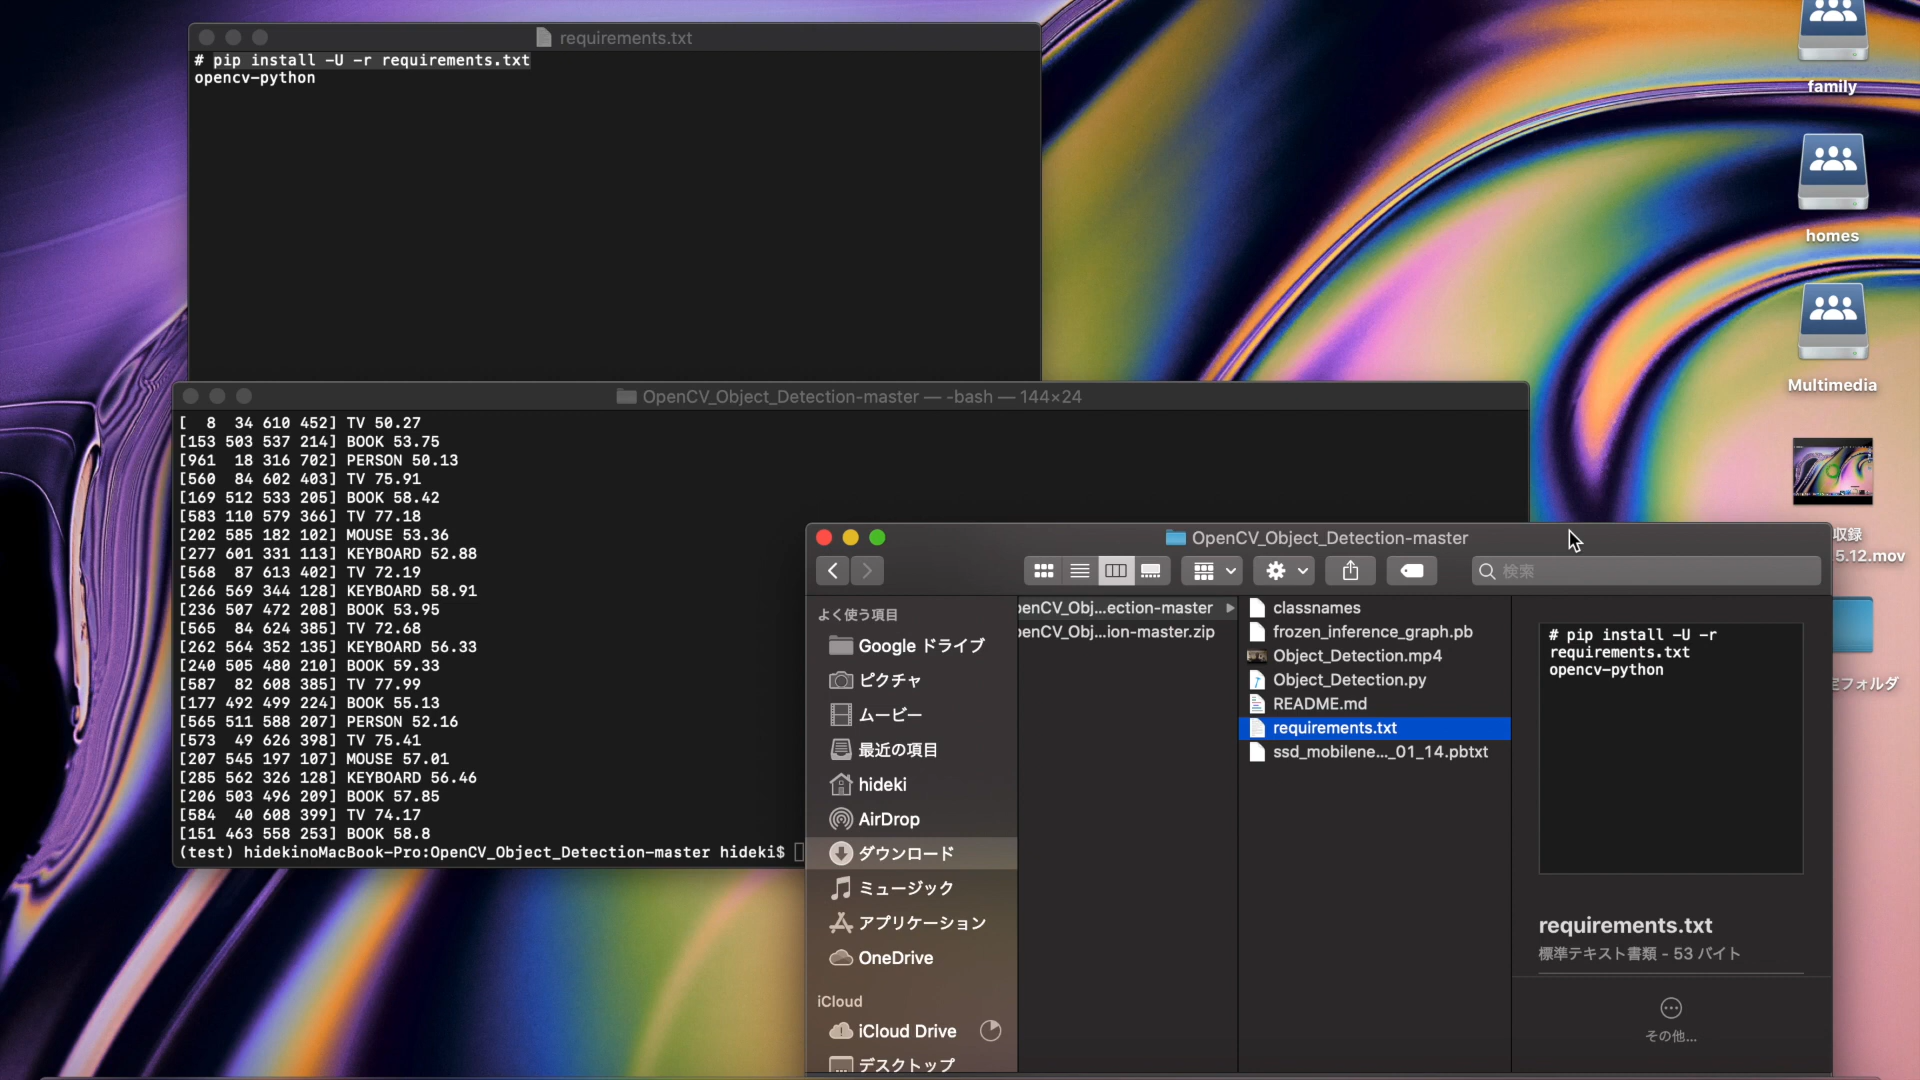 requirements.txt
# pip install -U -r requirements.txt
opencv-python
family
homes
Multimedia
収録
5.12.mov
定フォルダ
OpenCV_Object_Detection-master — -bash — 144×24
[  8  34 610 452] TV 50.27
[153 503 537 214] BOOK 53.75
[961  18 316 702] PERSON 50.13
[560  84 602 403] TV 75.91
[169 512 533 205] BOOK 58.42
[583 110 579 366] TV 77.18
[202 585 182 102] MOUSE 53.36
[277 601 331 113] KEYBOARD 52.88
[568  87 613 402] TV 72.19
[266 569 344 128] KEYBOARD 58.91
[236 507 472 208] BOOK 53.95
[565  84 624 385] TV 72.68
[262 564 352 135] KEYBOARD 56.33
[240 505 480 210] BOOK 59.33
[587  82 608 385] TV 77.99
[177 492 499 224] BOOK 55.13
[565 511 588 207] PERSON 52.16
[573  49 626 398] TV 75.41
[207 545 197 107] MOUSE 57.01
[285 562 326 128] KEYBOARD 56.46
[206 503 496 209] BOOK 57.85
[584  40 608 399] TV 74.17
[151 463 558 253] BOOK 58.8
(test) hidekinoMacBook-Pro:OpenCV_Object_Detection-master hideki$
OpenCV_Object_Detection-master
検索
よく使う項目
Google ドライブ
ピクチャ
ムービー
最近の項目
hideki
AirDrop
ダウンロード
ミュージック
アプリケーション
OneDrive
iCloud
iCloud Drive
デスクトップ
penCV_Obj...ection-master
penCV_Obj...ion-master.zip
classnames
frozen_inference_graph.pb
Object_Detection.mp4
Object_Detection.py
README.md
requirements.txt
ssd_mobilene..._01_14.pbtxt
# pip install -U -r
requirements.txt
opencv-python
requirements.txt
標準テキスト書類 - 53 バイト
その他...